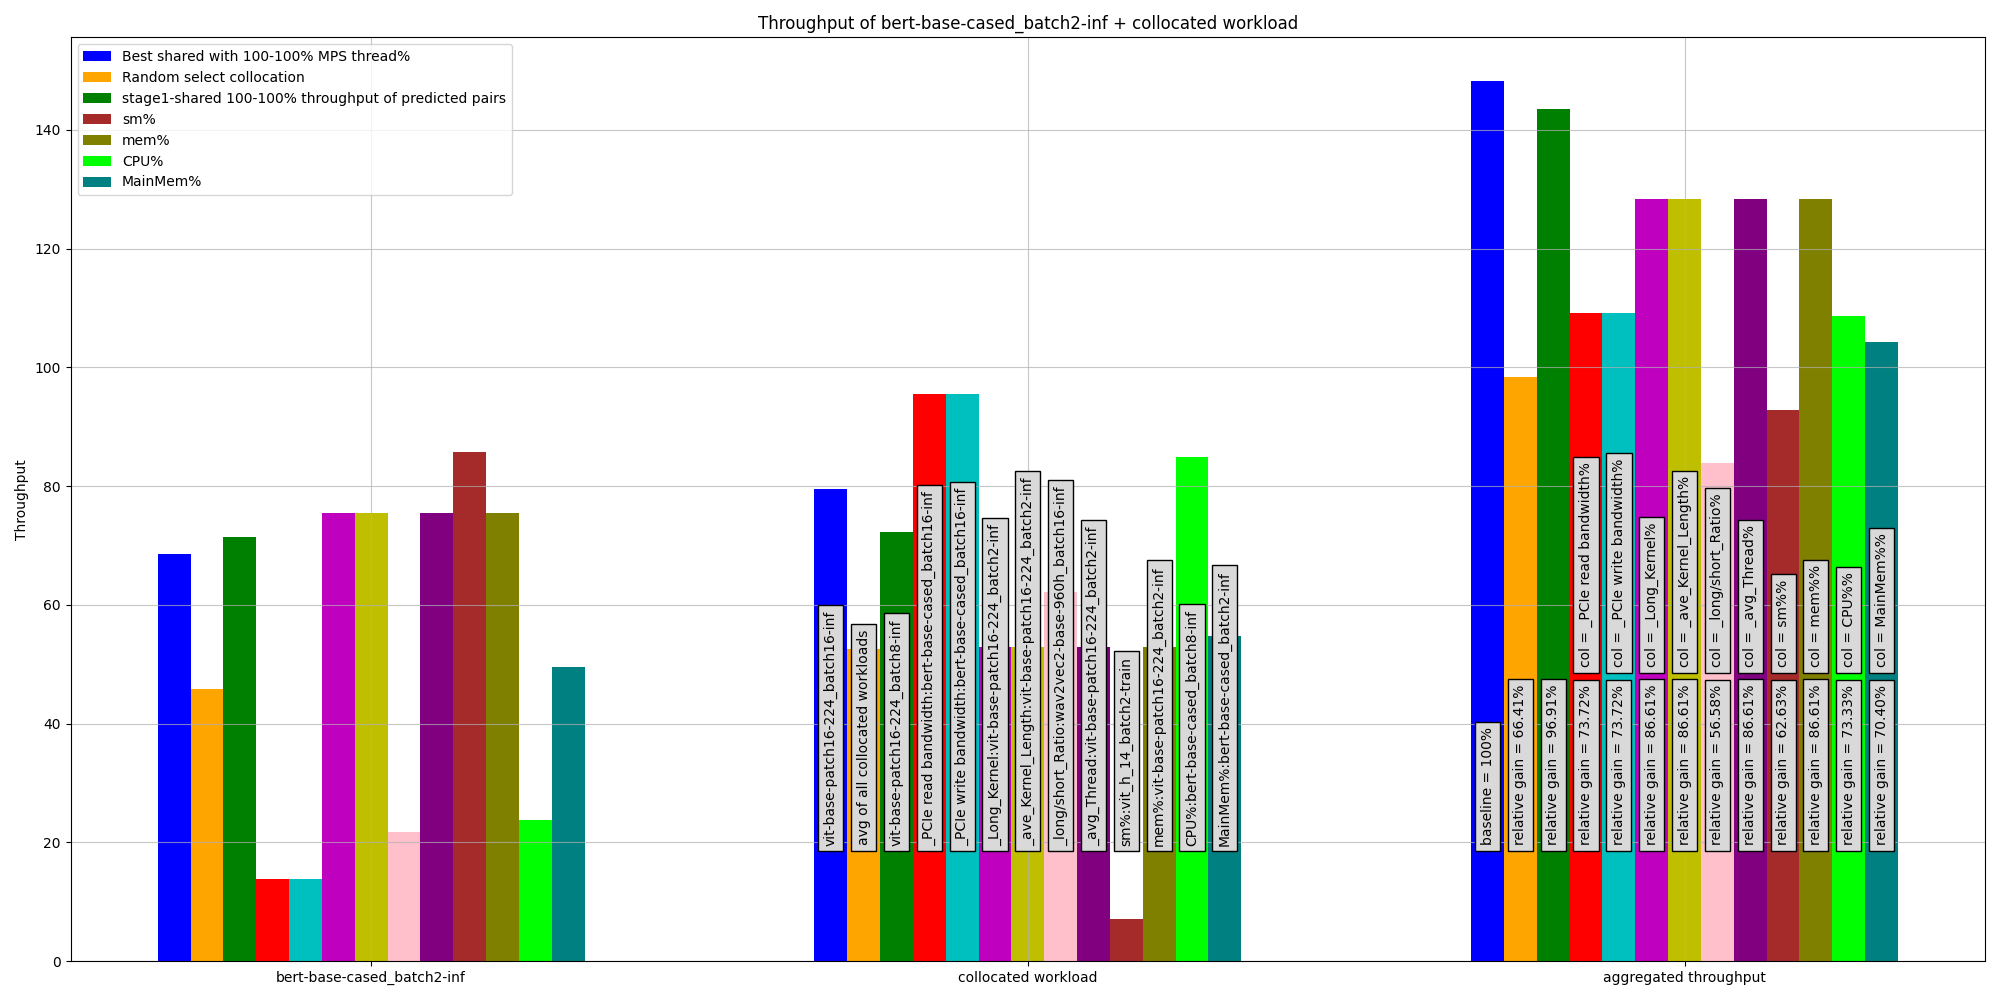 Throughput of bert-base-cased_batch2-inf + collocated workload
Best shared with 100-100% MPS thread%
Random select collocation
stage1-shared 100-100% throughput of predicted pairs
sm%
mem%
CPU%
MainMem%
Throughput
140
120
100
80
60
40
20
0
vit-base-patch16-224_batch16-inf
avg of all collocated workloads
vit-base-patch16-224_batch8-inf
_PCIe read bandwidth:bert-base-cased_batch16-inf
_PCIe write bandwidth:bert-base-cased_batch16-inf
_Long_Kernel:vit-base-patch16-224_batch2-inf
_ave_Kernel_Length:vit-base-patch16-224_batch2-inf
_long/short_Ratio:wav2vec2-base-960h_batch16-inf
_avg_Thread:vit-base-patch16-224_batch2-inf
sm%:vit_h_14_batch2-train
mem%:vit-base-patch16-224_batch2-inf
CPU%:bert-base-cased_batch8-inf
MainMem%:bert-base-cased_batch2-inf
col = _PCIe read bandwidth%
col = _PCIe write bandwidth%
col = _Long_Kernel%
col = _ave_Kernel_Length%
col = _long/short_Ratio%
col = _avg_Thread%
col = sm%%
col = mem%%
col = CPU%%
col = MainMem%%
baseline = 100%
relative gain = 66.41%
relative gain = 96.91%
relative gain = 73.72%
relative gain = 73.72%
relative gain = 86.61%
relative gain = 86.61%
relative gain = 56.58%
relative gain = 86.61%
relative gain = 62.63%
relative gain = 86.61%
relative gain = 73.33%
relative gain = 70.40%
bert-base-cased_batch2-inf
collocated workload
aggregated throughput